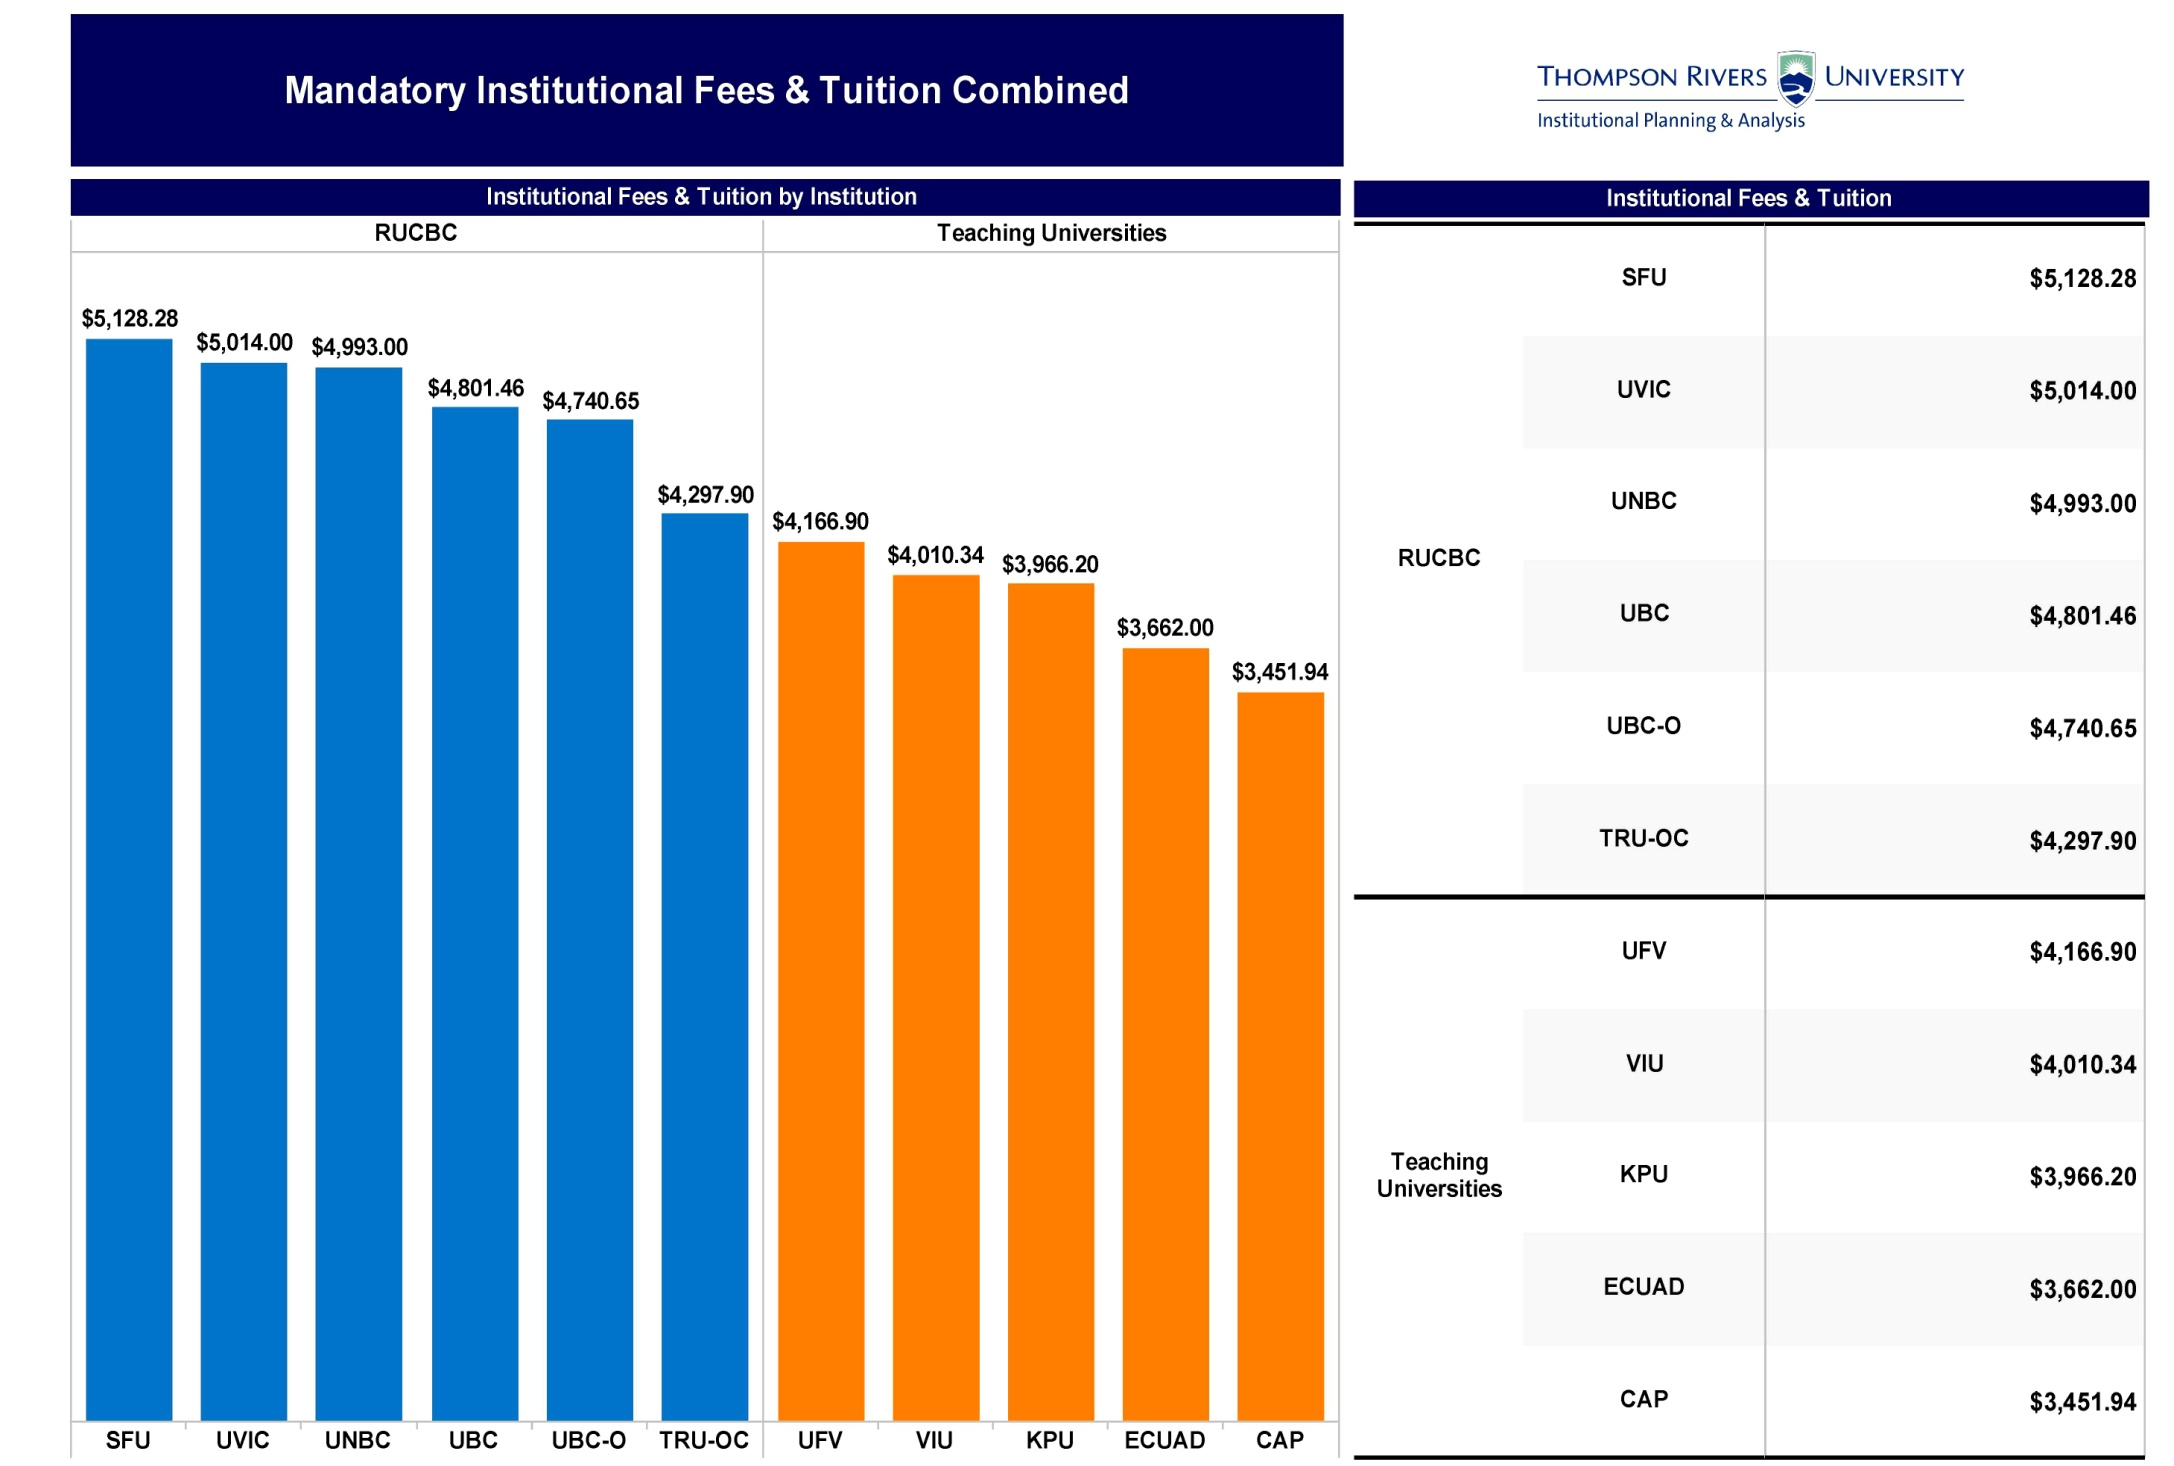 Mandatory Institutional Fees & Tuition Combined
THOMPSON RIVERS UNIVERSITY
Institutional Planning & Analysis
Institutional Fees & Tuition by Institution
RUCBC
Teaching Universities
$5,128.28
$5,014.00
$4,993.00
$4,801.46
$4,740.65
$4,297.90
$4,166.90
$4,010.34
$3,966.20
$3,662.00
$3,451.94
SFU
UVIC
UNBC
UBC
UBC-O
TRU-OC
UFV
VIU
KPU
ECUAD
CAP
Institutional Fees & Tuition
RUCBC
SFU $5,128.28
UVIC $5,014.00
UNBC $4,993.00
UBC $4,801.46
UBC-O $4,740.65
TRU-OC $4,297.90
Teaching
Universities
UFV $4,166.90
VIU $4,010.34
KPU $3,966.20
ECUAD $3,662.00
CAP $3,451.94